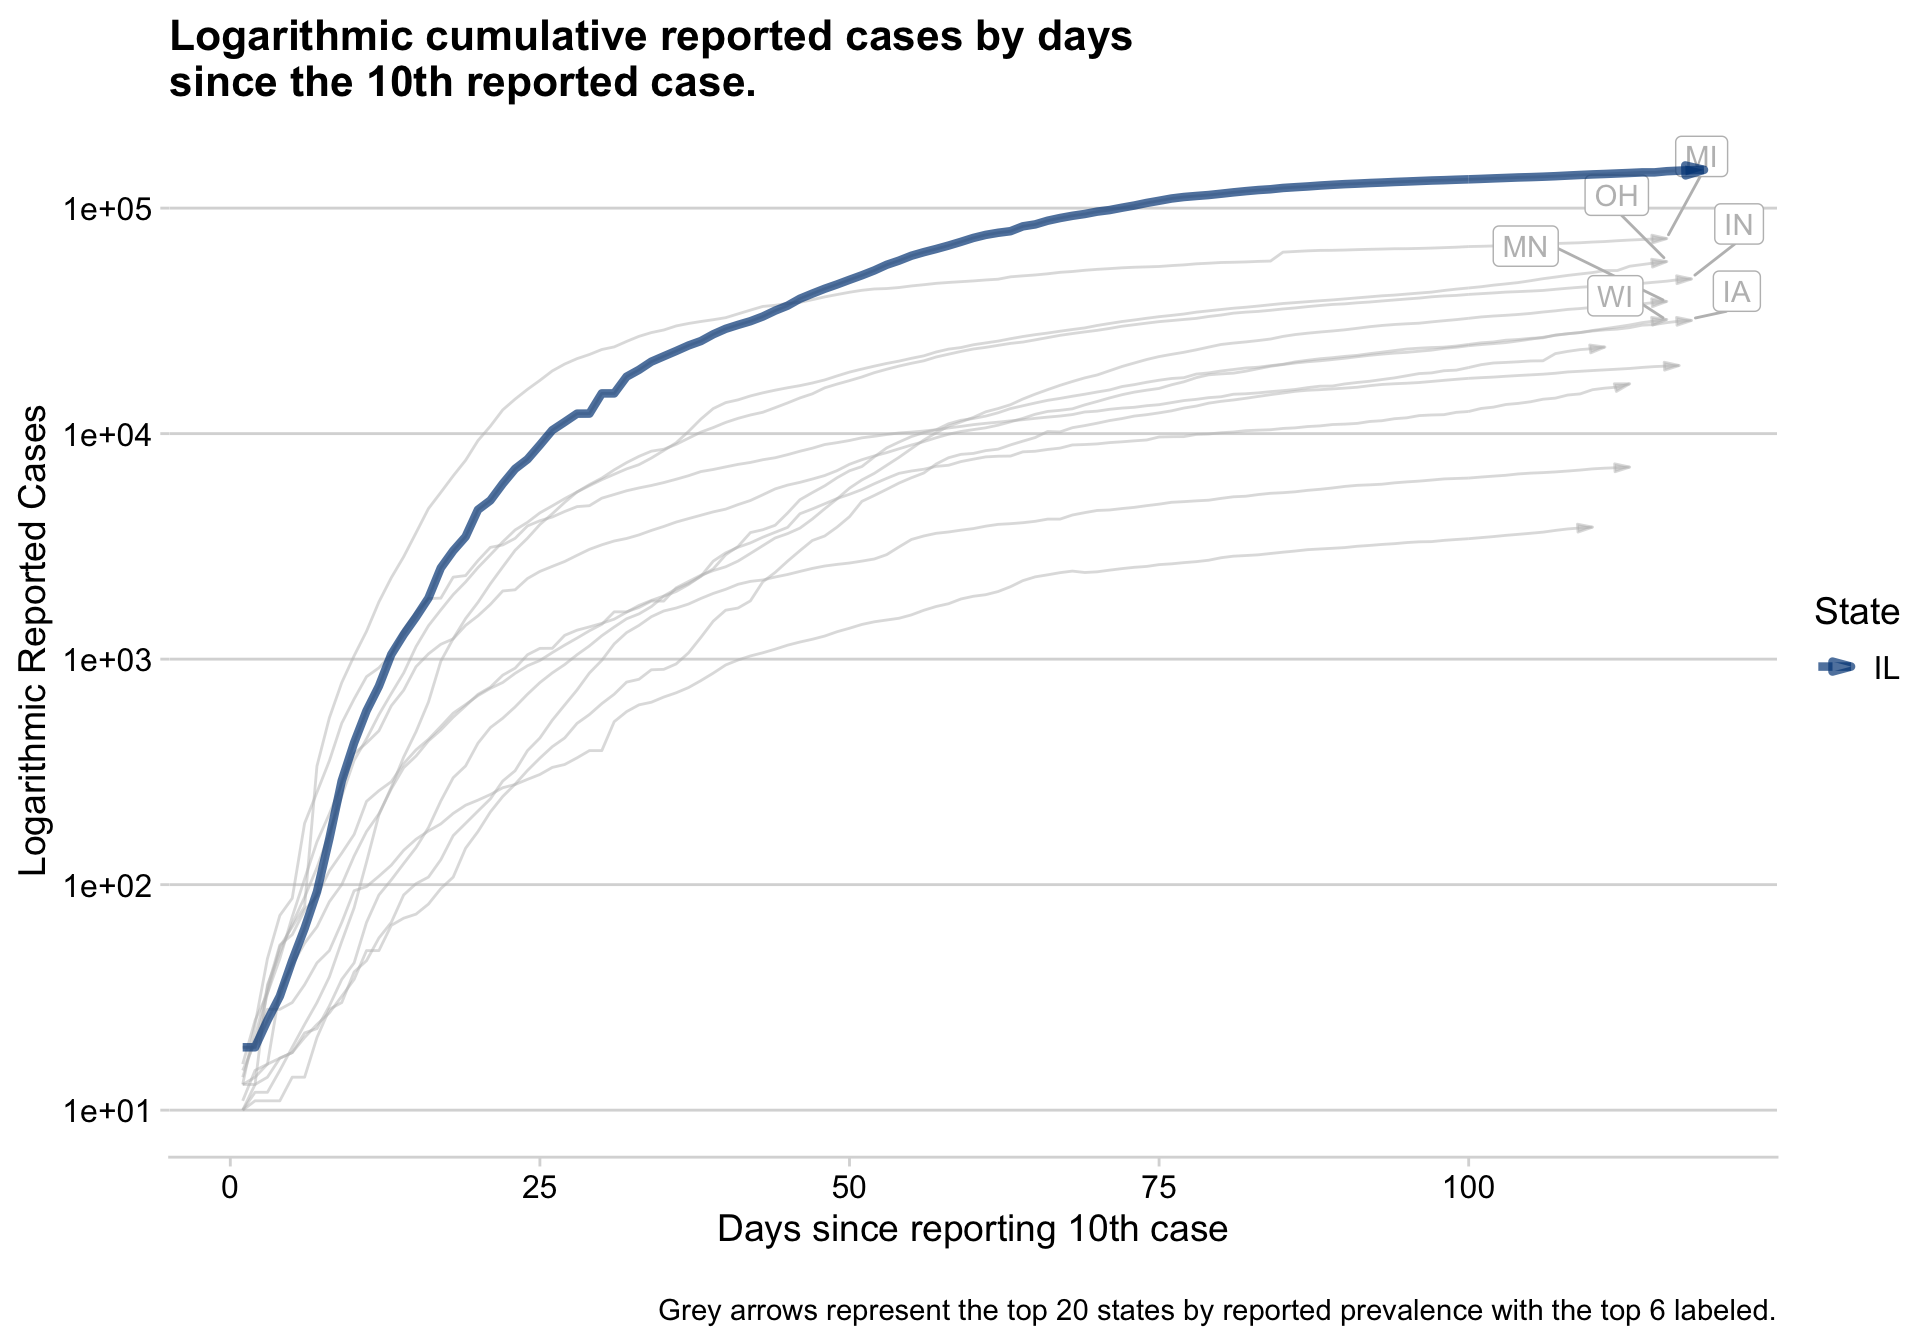 Logarithmic cumulative reported cases by days
since the 10th reported case.
Logarithmic Reported Cases
1e+05
1e+04
1e+03
1e+02
1e+01
MI
OH
IN
MN
IA
WI
State
IL
0 25 50 75 100
Days since reporting 10th case
Grey arrows represent the top 20 states by reported prevalence with the top 6 labeled.